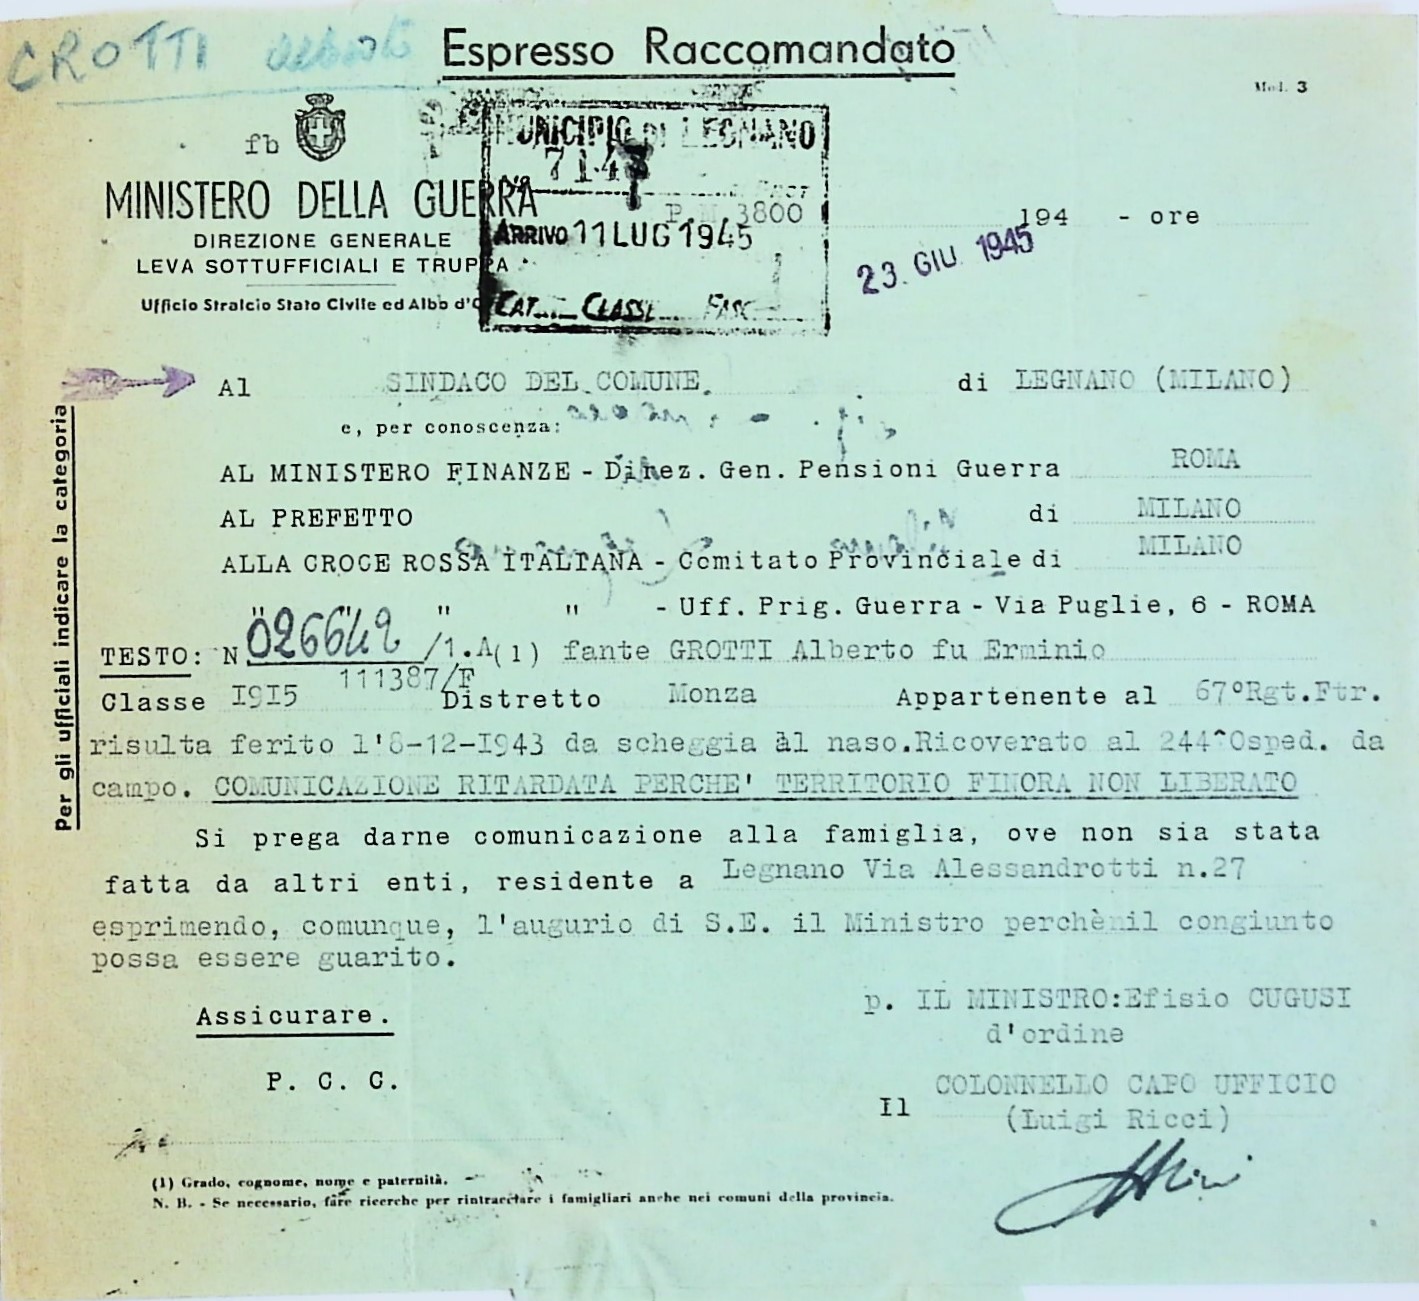 CROTTI Alberto
Espresso Raccomandato
Mod. 3
fb
MINISTERO DELLA GUERRA
DIREZIONE GENERALE
LEVA SOTTUFFICIALI E TRUPPA
Ufficio Stralcio Stato Civile ed Albo d'O
MUNICIPIO DI LEGNANO
No 7143
ARRIVO 11 LUG 1945
CAT. CLASSE FASC
P.M. 3800 194 - ore
23. GIU 1945
Al SINDACO DEL COMUNE. di LEGNANO (MILANO)
e, per conoscenza:
AL MINISTERO FINANZE - Direz. Gen. Pensioni Guerra ROMA
AL PREFETTO di MILANO
ALLA CROCE ROSSA ITALIANA - Comitato Provinciale di MILANO
" " " " - Uff. Prig. Guerra - Via Puglie, 6 - ROMA
TESTO: N 026642 /1.A(1) fante GROTTI Alberto fu Erminio
111387/F
Classe I9I5 Distretto Monza Appartenente al 67°Rgt.Ftr.
risulta ferito l'8-12-I943 da scheggia àl naso.Ricoverato al 244^Osped. da
campo. COMUNICAZIONE RITARDATA PERCHE' TERRITORIO FINORA NON LIBERATO
Si prega darne comunicazione alla famiglia, ove non sia stata
fatta da altri enti, residente a Legnano Via Alessandrotti n.27
esprimendo, comunque, l'augurio di S.E. il Ministro perchènil congiunto
possa essere guarito.
Assicurare.
p. IL MINISTRO:Efisio CUGUSI
d'ordine
P. C. C.
Il COLONNELLO CAPO UFFICIO
(Luigi Ricci)
(1) Grado, cognome, nome e paternità.
N. B. - Se necessario, fare ricerche per rintracciare i famigliari anche nei comuni della provincia.
Per gli ufficiali indicare la categoria